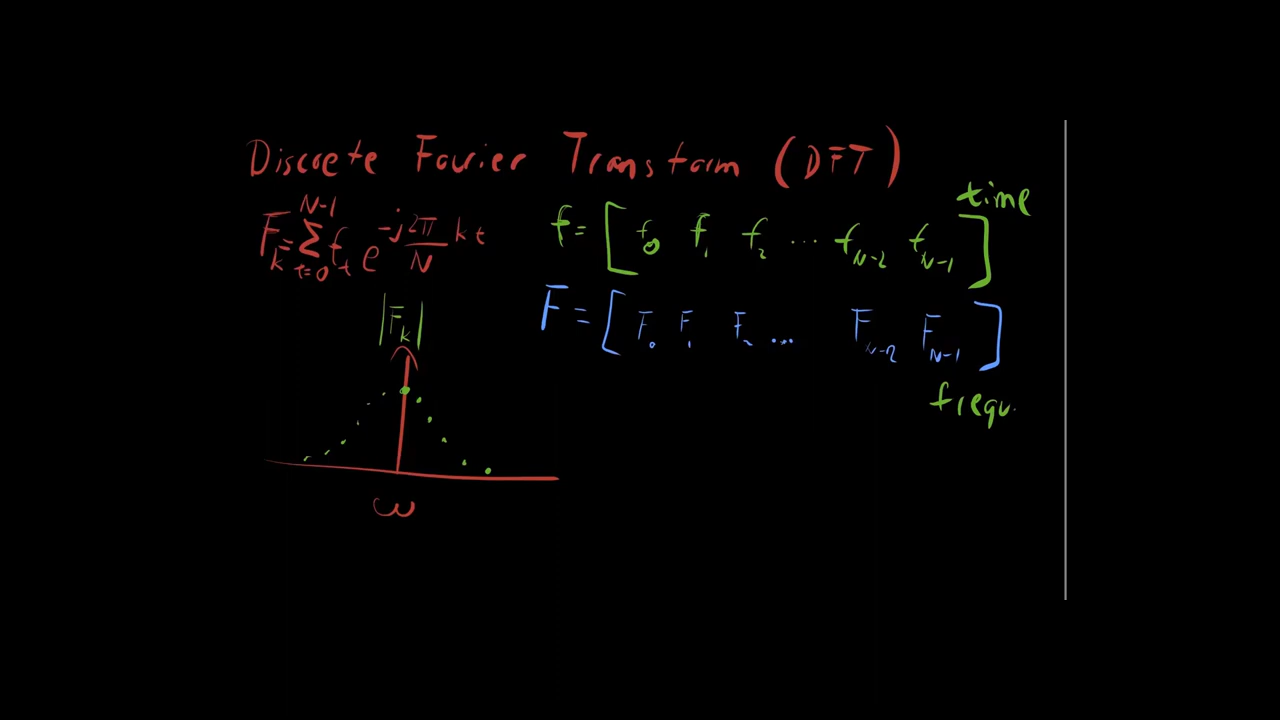 Discrete Fourier Transform (DFT)
F_k = Σ_{t=0}^{N-1} f_t e^{-j 2π/N kt}
f = [f_0 f_1 f_2 ... f_{N-2} f_{N-1}] time
F = [F_0 F_1 F_2 ... F_{N-2} F_{N-1}]
frequ.
|F_k|
ω